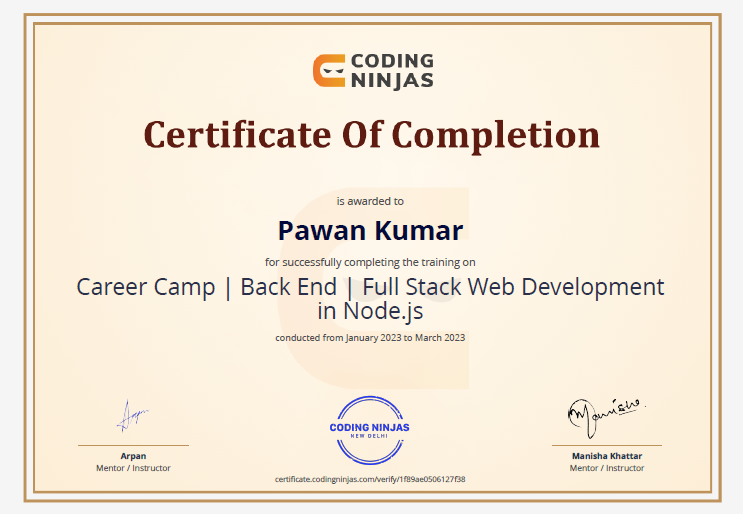 CODING
NINJAS
Certificate Of Completion
is awarded to
Pawan Kumar
for successfully completing the training on
Career Camp | Back End | Full Stack Web Development
in Node.js
conducted from January 2023 to March 2023
Arpan
Manisha
CODING NINJAS
NEW DELHI
Arpan
Mentor / Instructor
Manisha Khattar
Mentor / Instructor
certificate.codingninjas.com/verify/1f89ae0506127f38